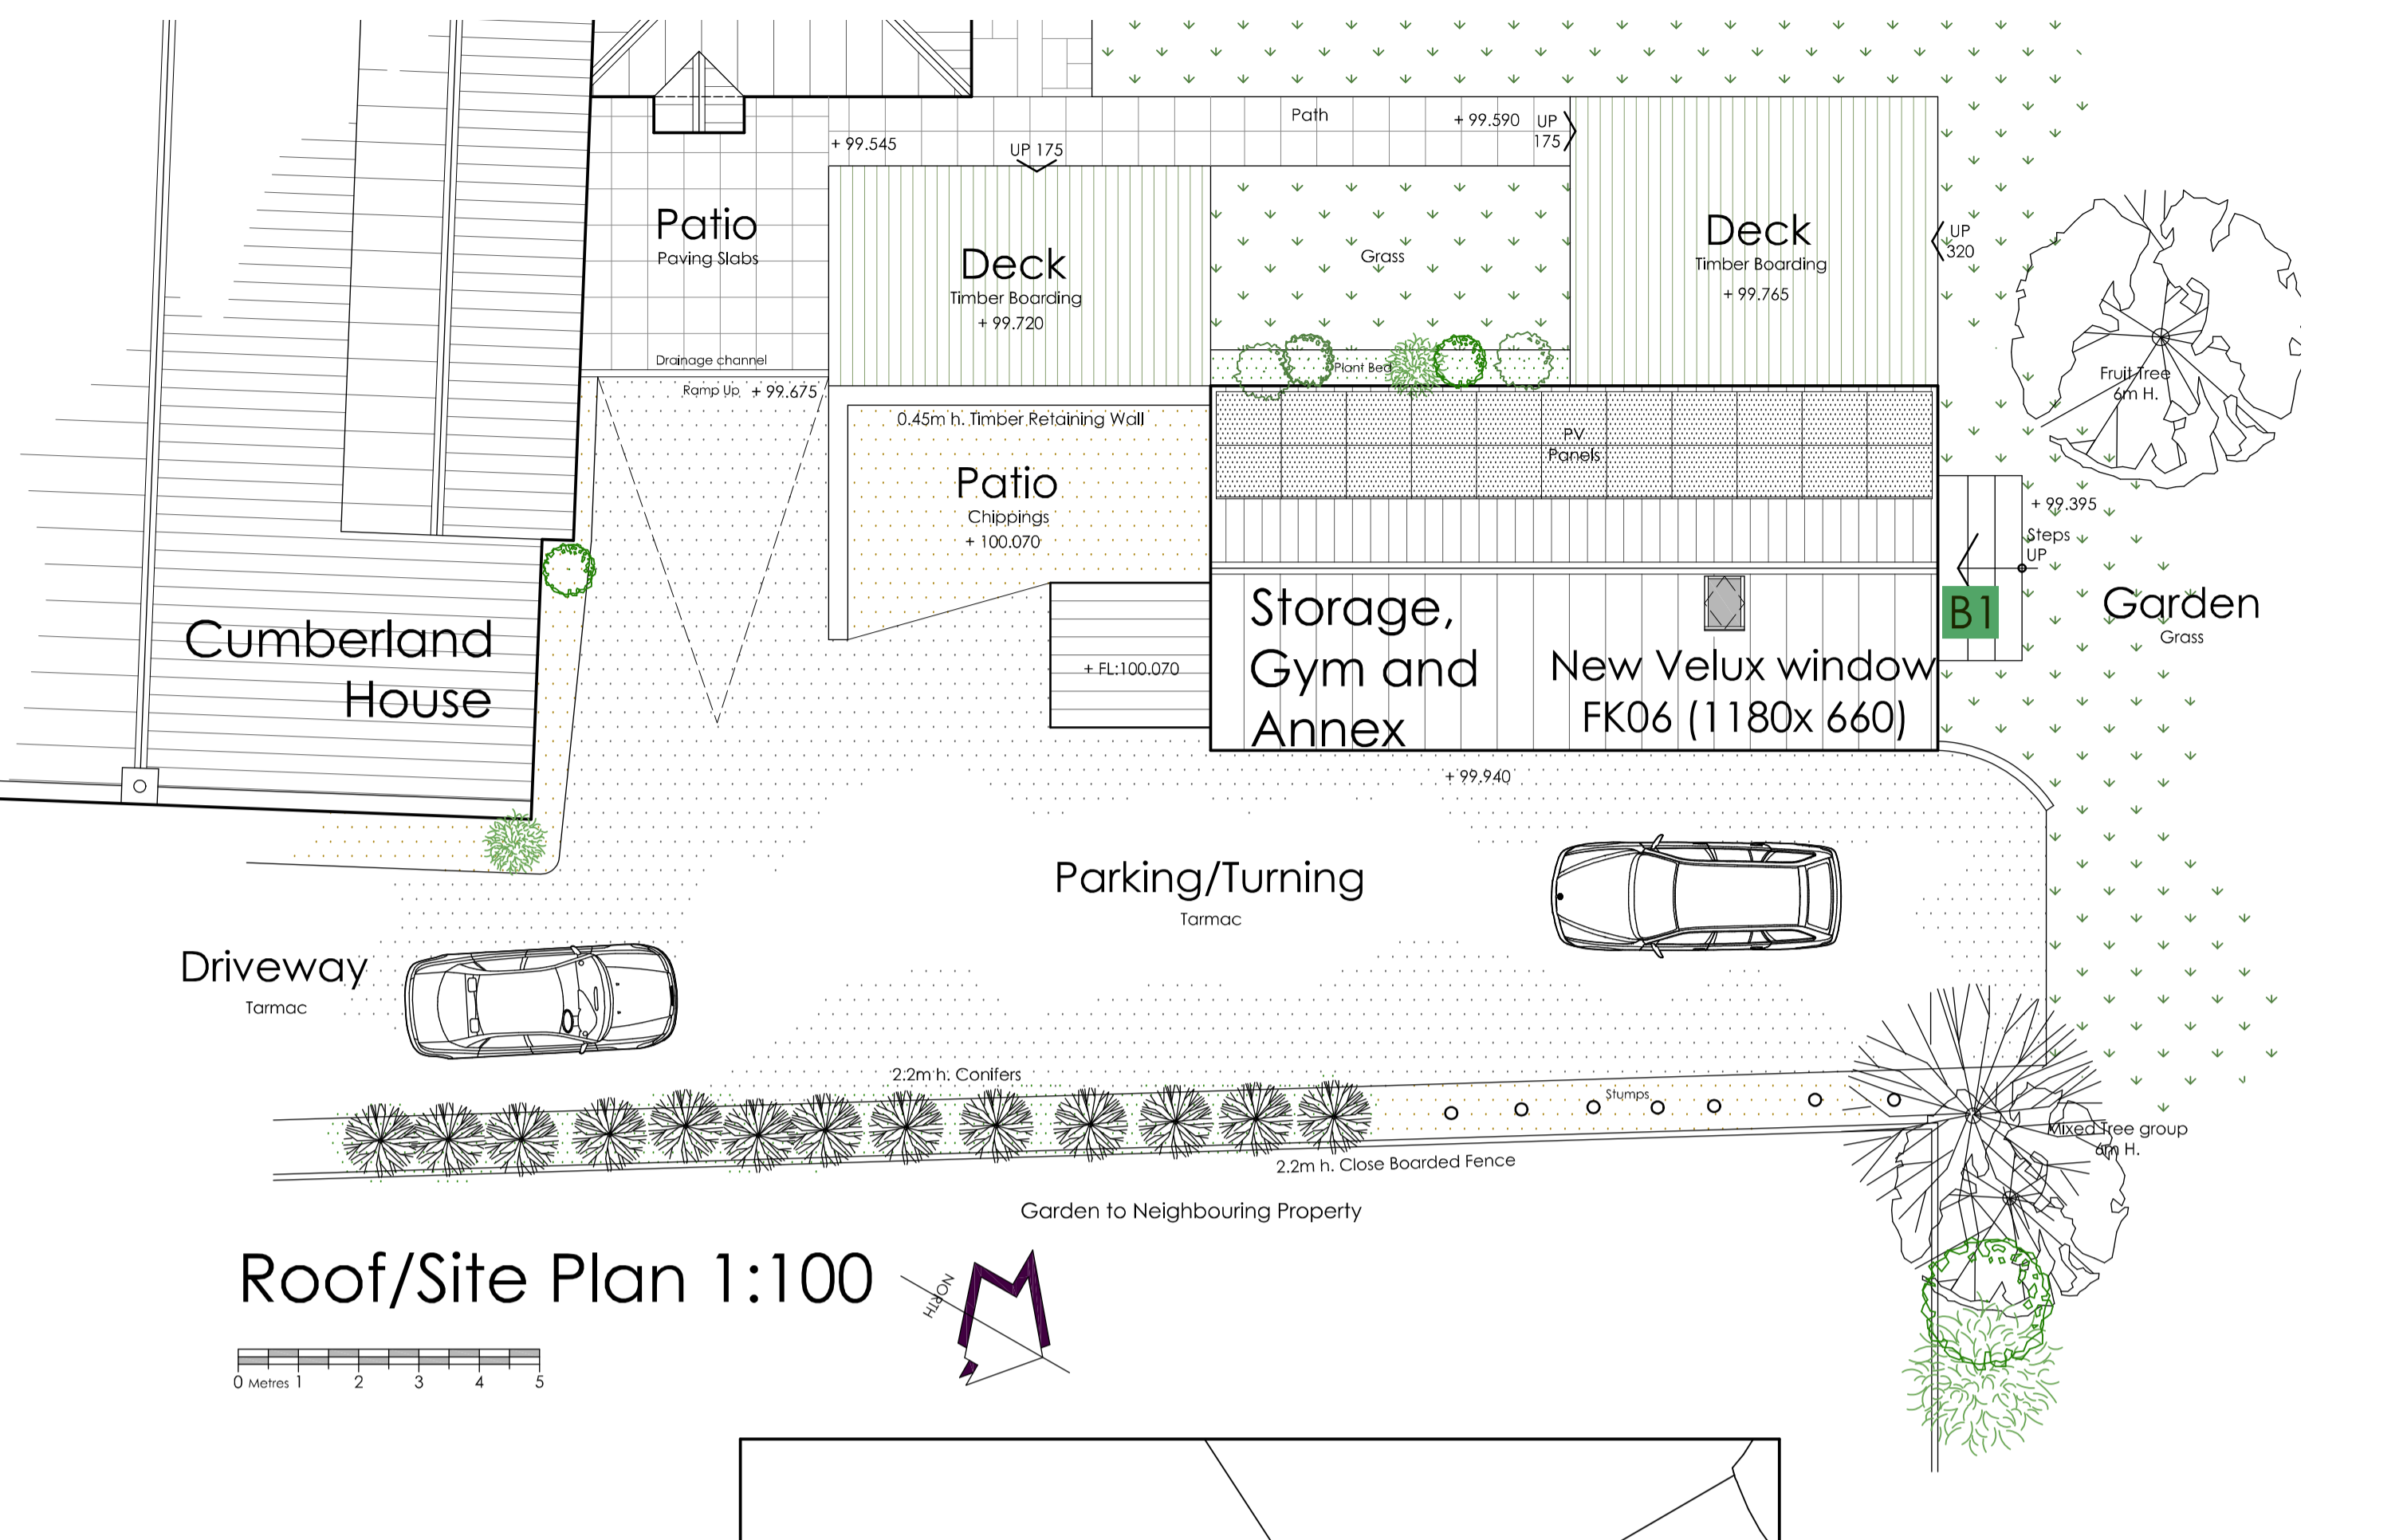 Path
+ 99.590
UP
175
+ 99.545
UP 175
Patio
Paving Slabs
Deck
Timber Boarding
+ 99.720
Grass
Deck
Timber Boarding
+ 99.765
UP
320
Drainage channel
Ramp Up
+ 99.675
Plant Bed
Fruit Tree
6m H.
0.45m h. Timber Retaining Wall
PV
Panels
Patio
Chippings
+ 100.070
+ 99.395
Steps
UP
B1
Garden
Grass
Cumberland
House
+ FL:100.070
Storage,
Gym and
Annex
New Velux window
FK06 (1180x 660)
+ 99.940
Parking/Turning
Tarmac
Driveway
Tarmac
2.2m h. Conifers
Stumps
Mixed Tree group
6m H.
2.2m h. Close Boarded Fence
Garden to Neighbouring Property
Roof/Site Plan 1:100
NORTH
0 Metres 1 2 3 4 5